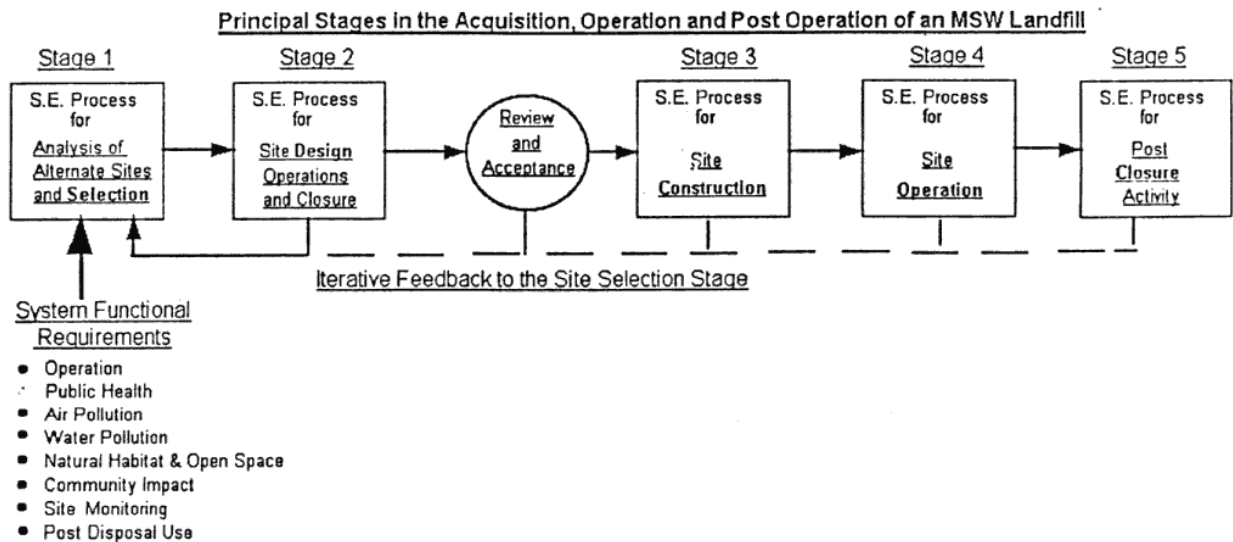 Principal Stages in the Acquisition, Operation and Post Operation of an MSW Landfill
Stage 1
Stage 2
Stage 3
Stage 4
Stage 5
S.E. Process
for
Analysis of
Alternate Sites
and Selection
S.E. Process
for
Site Design
Operations
and Closure
Review
and
Acceptance
S.E. Process
for
Site
Construction
S.E. Process
for
Site
Operation
S.E. Process
for
Post
Closure
Activity
Iterative Feedback to the Site Selection Stage
System Functional
Requirements
• Operation
• Public Health
• Air Pollution
• Water Pollution
• Natural Habitat & Open Space
• Community Impact
• Site Monitoring
• Post Disposal Use